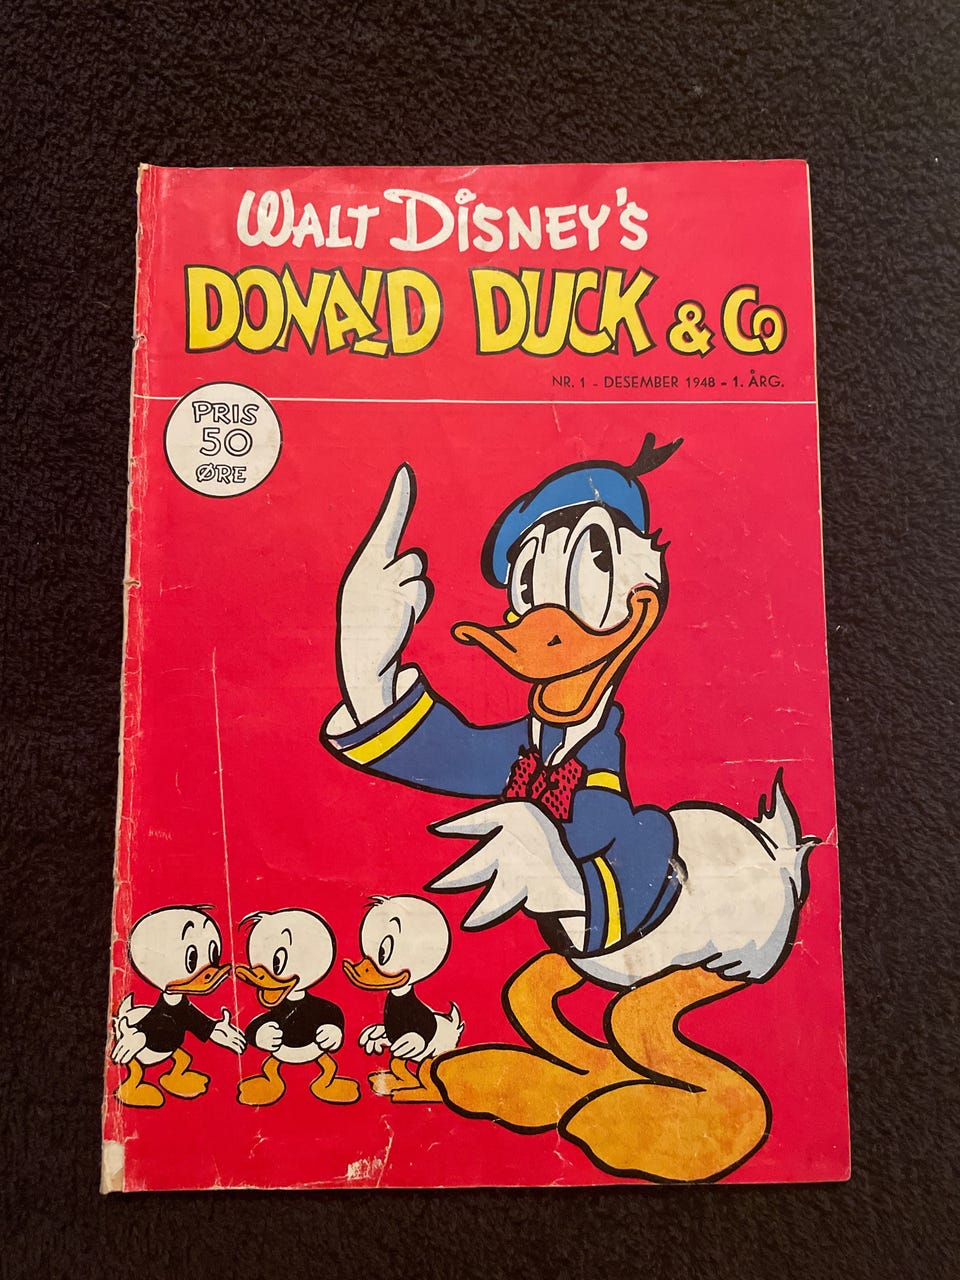 WALT DISNEY'S
DONALD DUCK & Co
NR. 1 - DESEMBER 1948 - 1. ÅRG.
PRIS
50
ØRE